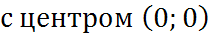 с центром (0; 0)